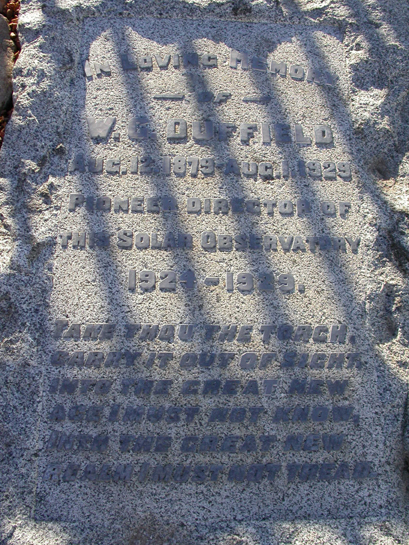 IN LOVING MEMORY
— OF —
W. G. DUFFIELD
AUG. 12, 1879 - AUG. 1, 1929
PIONEER DIRECTOR OF
THIS SOLAR OBSERVATORY
1924 - 1929.
TAKE THOU THE TORCH.
CARRY IT OUT OF SIGHT.
INTO THE GREAT NEW
AGE I MUST NOT KNOW,
INTO THE GREAT NEW
REALM I MUST NOT TREAD.